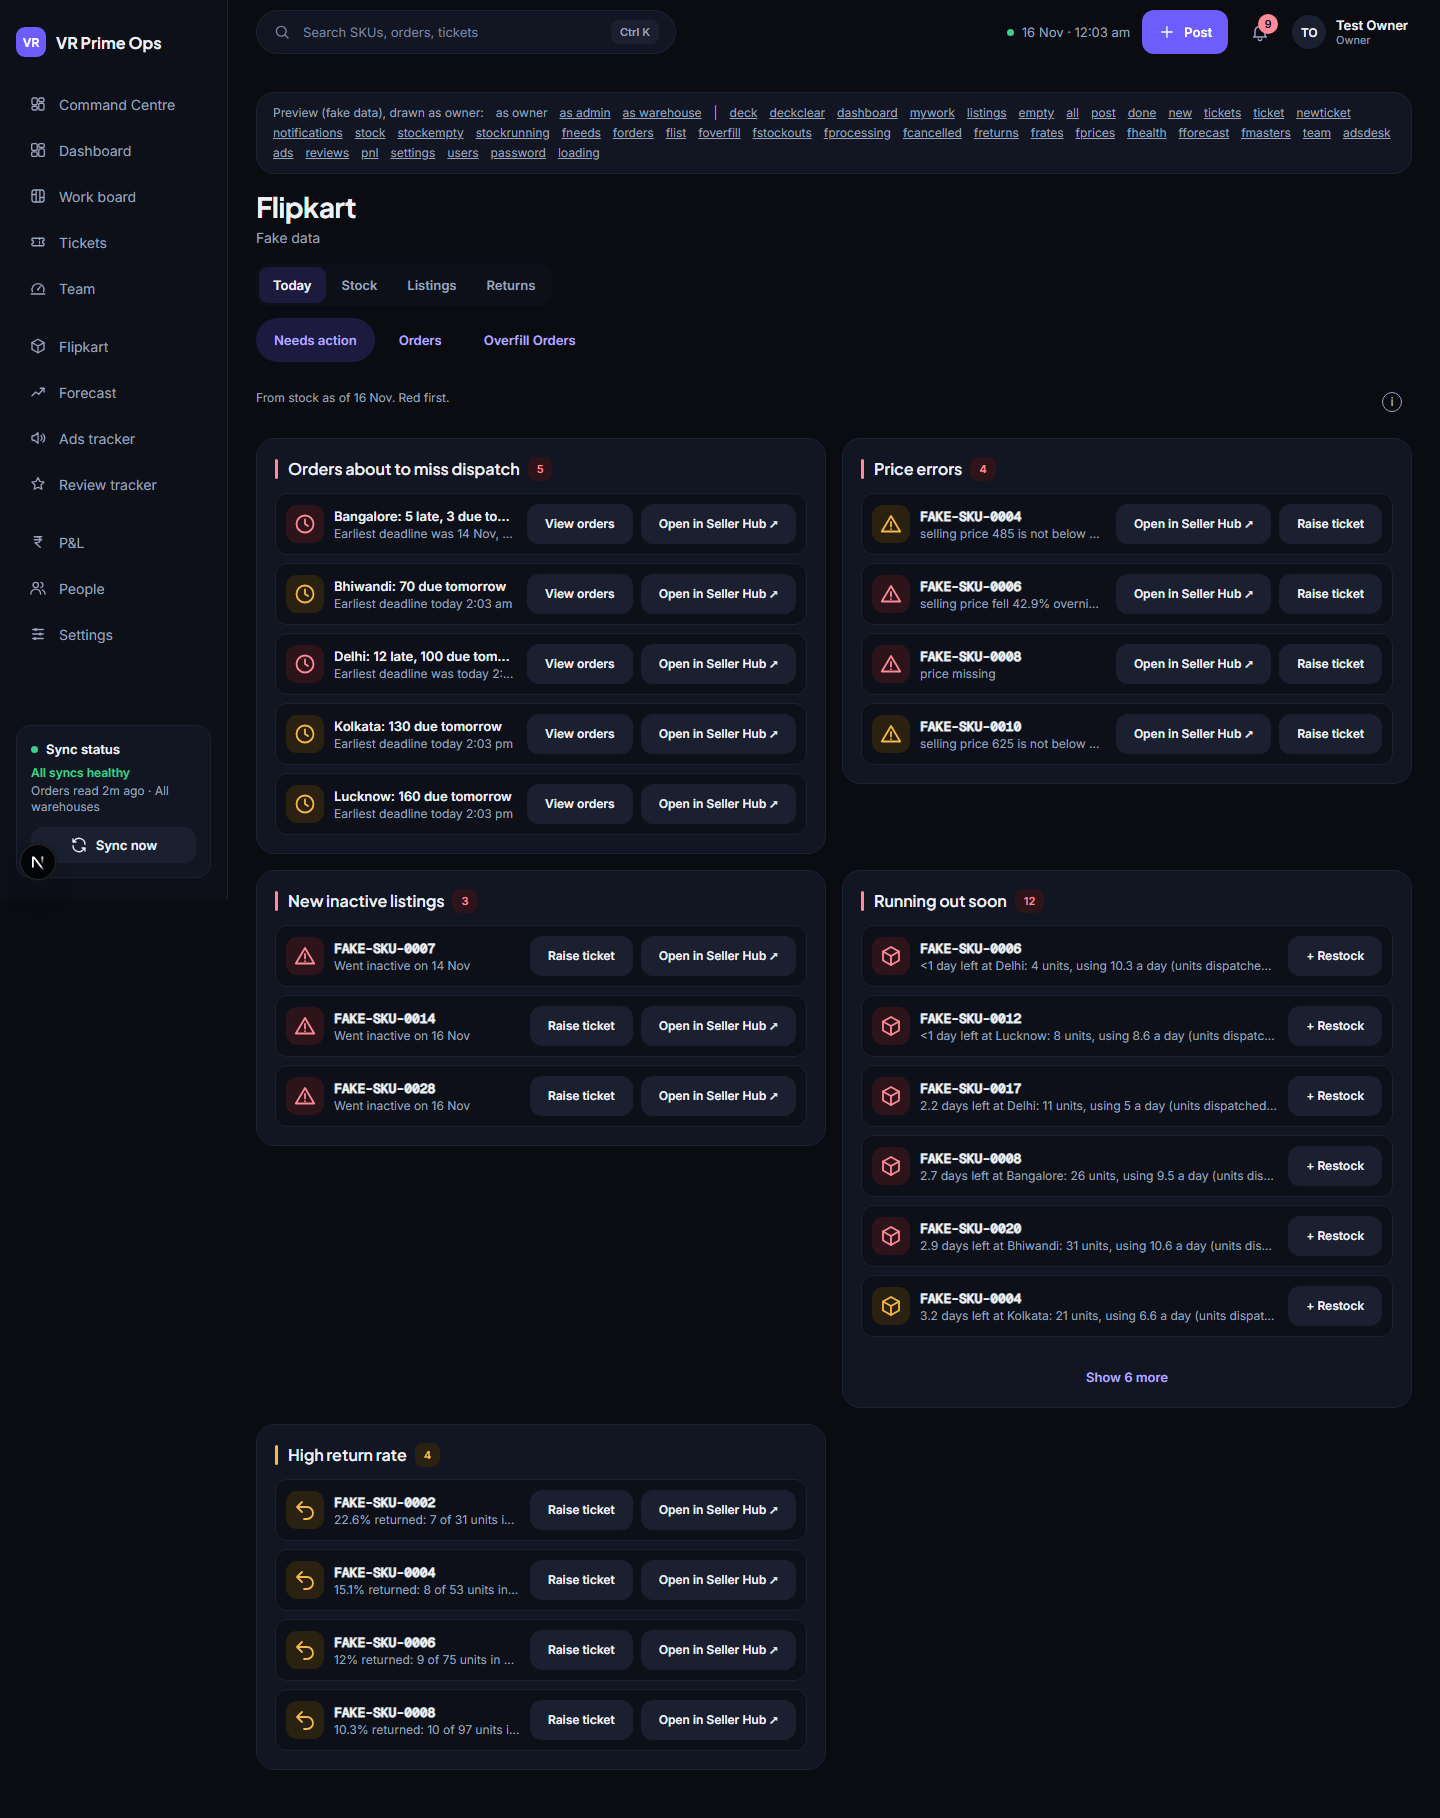 VR VR Prime Ops
Search SKUs, orders, tickets Ctrl K
16 Nov · 12:03 am
+ Post
9
TO Test Owner
Owner
Command Centre
Dashboard
Work board
Tickets
Team
Flipkart
Forecast
Ads tracker
Review tracker
P&L
People
Settings
Sync status
All syncs healthy
Orders read 2m ago · All
warehouses
Sync now
N
Preview (fake data), drawn as owner: as owner as admin as warehouse | deck deckclear dashboard mywork listings empty all post done new tickets ticket newticket
notifications stock stockempty stockrunning fneeds forders flist foverfill fstockouts fprocessing fcancelled freturns frates fprices fhealth fforecast fmasters team adsdesk
ads reviews pnl settings users password loading
Flipkart
Fake data
Today Stock Listings Returns
Needs action Orders Overfill Orders
From stock as of 16 Nov. Red first.
i
Orders about to miss dispatch 5
Bangalore: 5 late, 3 due to...
Earliest deadline was 14 Nov, ...
View orders Open in Seller Hub ↗
Bhiwandi: 70 due tomorrow
Earliest deadline today 2:03 am
View orders Open in Seller Hub ↗
Delhi: 12 late, 100 due tom...
Earliest deadline was today 2:...
View orders Open in Seller Hub ↗
Kolkata: 130 due tomorrow
Earliest deadline today 2:03 pm
View orders Open in Seller Hub ↗
Lucknow: 160 due tomorrow
Earliest deadline today 2:03 pm
View orders Open in Seller Hub ↗
Price errors 4
FAKE-SKU-0004
selling price 485 is not below ...
Open in Seller Hub ↗ Raise ticket
FAKE-SKU-0006
selling price fell 42.9% overni...
Open in Seller Hub ↗ Raise ticket
FAKE-SKU-0008
price missing
Open in Seller Hub ↗ Raise ticket
FAKE-SKU-0010
selling price 625 is not below ...
Open in Seller Hub ↗ Raise ticket
New inactive listings 3
FAKE-SKU-0007
Went inactive on 14 Nov
Raise ticket Open in Seller Hub ↗
FAKE-SKU-0014
Went inactive on 16 Nov
Raise ticket Open in Seller Hub ↗
FAKE-SKU-0028
Went inactive on 16 Nov
Raise ticket Open in Seller Hub ↗
Running out soon 12
FAKE-SKU-0006
<1 day left at Delhi: 4 units, using 10.3 a day (units dispatche...
+ Restock
FAKE-SKU-0012
<1 day left at Lucknow: 8 units, using 8.6 a day (units dispatc...
+ Restock
FAKE-SKU-0017
2.2 days left at Delhi: 11 units, using 5 a day (units dispatched...
+ Restock
FAKE-SKU-0008
2.7 days left at Bangalore: 26 units, using 9.5 a day (units dis...
+ Restock
FAKE-SKU-0020
2.9 days left at Bhiwandi: 31 units, using 10.6 a day (units dis...
+ Restock
FAKE-SKU-0004
3.2 days left at Kolkata: 21 units, using 6.6 a day (units dispat...
+ Restock
Show 6 more
High return rate 4
FAKE-SKU-0002
22.6% returned: 7 of 31 units i...
Raise ticket Open in Seller Hub ↗
FAKE-SKU-0004
15.1% returned: 8 of 53 units in...
Raise ticket Open in Seller Hub ↗
FAKE-SKU-0006
12% returned: 9 of 75 units in ...
Raise ticket Open in Seller Hub ↗
FAKE-SKU-0008
10.3% returned: 10 of 97 units i...
Raise ticket Open in Seller Hub ↗